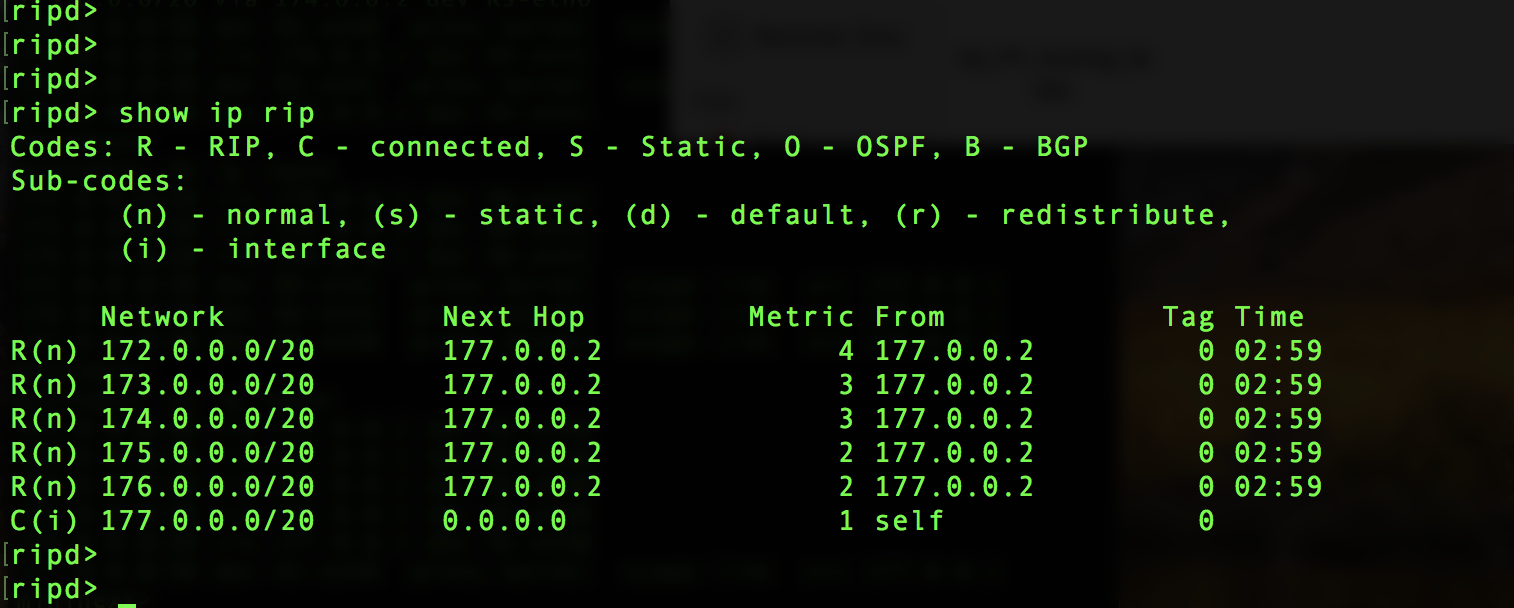 [ripd>
[ripd>
[ripd>
[ripd> show ip rip
Codes: R - RIP, C - connected, S - Static, O - OSPF, B - BGP
Sub-codes:
      (n) - normal, (s) - static, (d) - default, (r) - redistribute,
      (i) - interface
     Network            Next Hop         Metric From            Tag Time
R(n) 172.0.0.0/20       177.0.0.2             4 177.0.0.2         0 02:59
R(n) 173.0.0.0/20       177.0.0.2             3 177.0.0.2         0 02:59
R(n) 174.0.0.0/20       177.0.0.2             3 177.0.0.2         0 02:59
R(n) 175.0.0.0/20       177.0.0.2             2 177.0.0.2         0 02:59
R(n) 176.0.0.0/20       177.0.0.2             2 177.0.0.2         0 02:59
C(i) 177.0.0.0/20       0.0.0.0               1 self              0
[ripd>
[ripd>